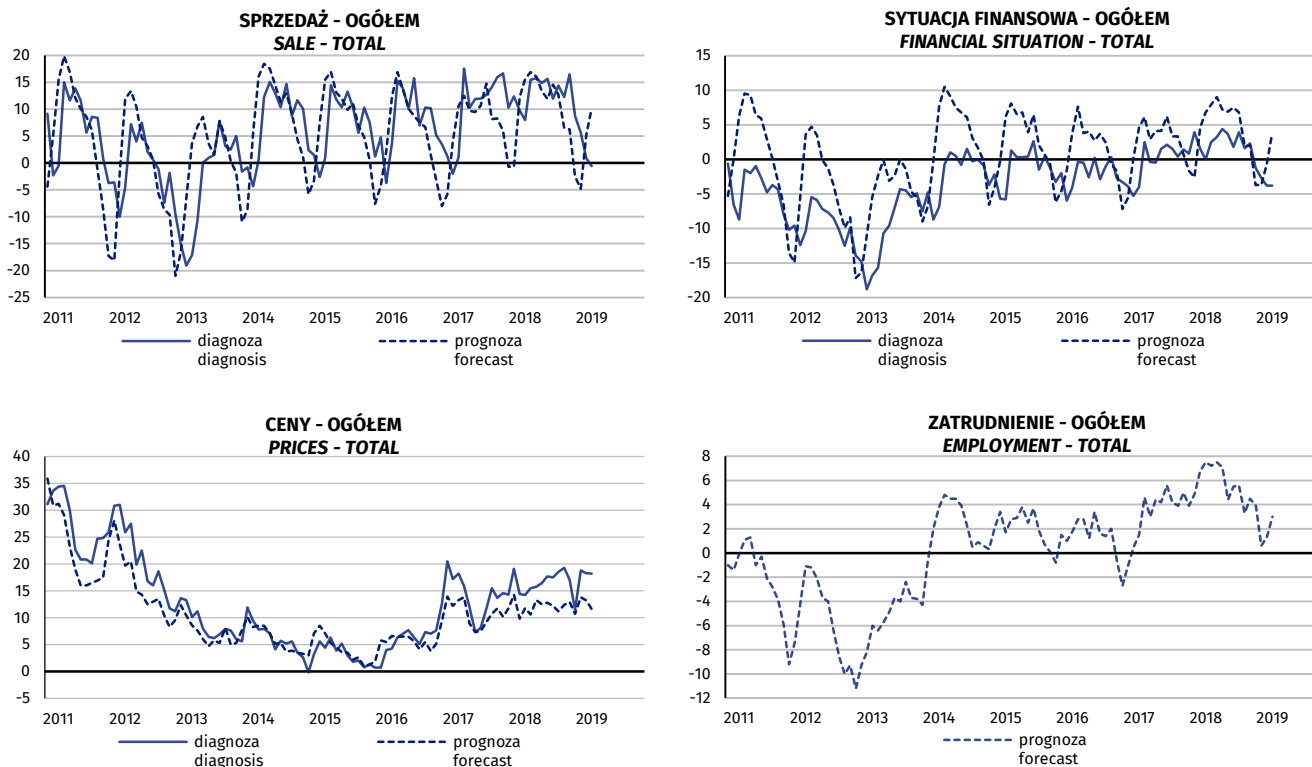 SPRZEDAŻ - OGÓŁEM
SALE - TOTAL
20
15
10
5
0
-5
-10
-15
-20
-25
2011 2012 2013 2014 2015 2016 2017 2018 2019
diagnoza prognoza
diagnosis forecast
SYTUACJA FINANSOWA - OGÓŁEM
FINANCIAL SITUATION - TOTAL
15
10
5
0
-5
-10
-15
-20
2011 2012 2013 2014 2015 2016 2017 2018 2019
diagnoza prognoza
diagnosis forecast
CENY - OGÓŁEM
PRICES - TOTAL
40
35
30
25
20
15
10
5
0
-5
2011 2012 2013 2014 2015 2016 2017 2018 2019
diagnoza prognoza
diagnosis forecast
ZATRUDNIENIE - OGÓŁEM
EMPLOYMENT - TOTAL
8
6
4
2
0
-2
-4
-6
-8
-10
-12
2011 2012 2013 2014 2015 2016 2017 2018 2019
prognoza
forecast